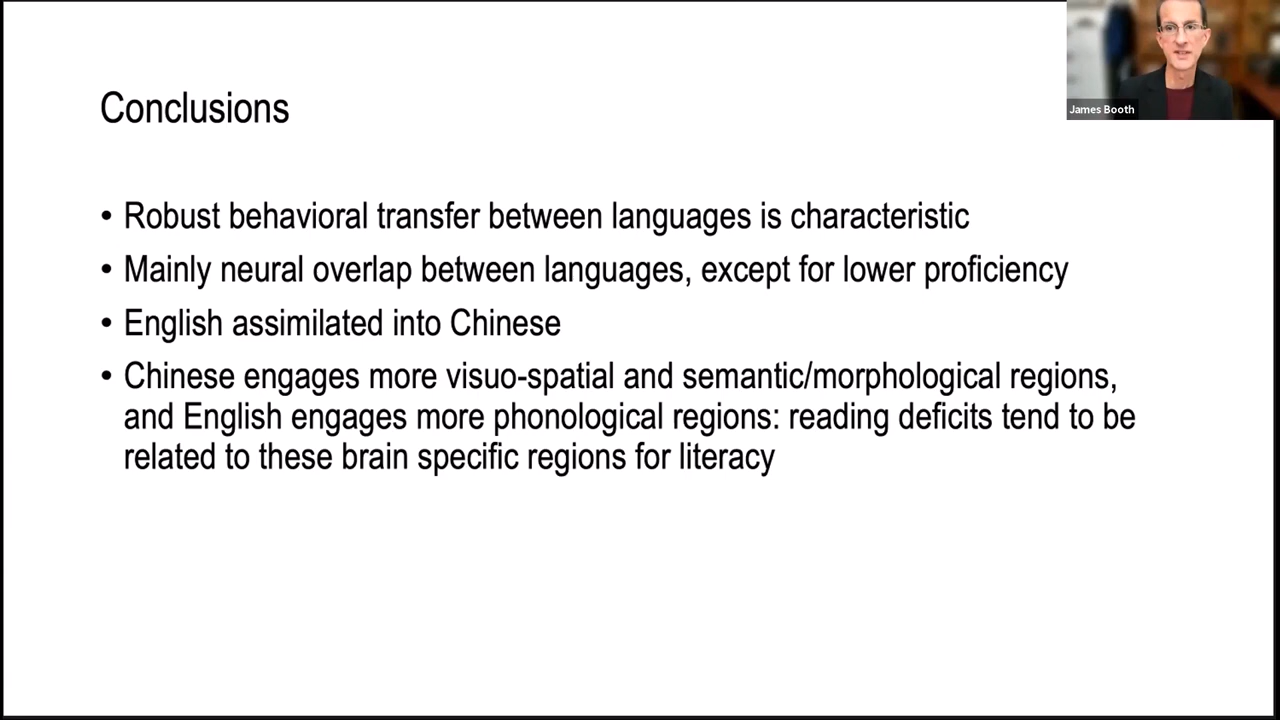 James Booth
Conclusions
• Robust behavioral transfer between languages is characteristic
• Mainly neural overlap between languages, except for lower proficiency
• English assimilated into Chinese
• Chinese engages more visuo-spatial and semantic/morphological regions,
and English engages more phonological regions: reading deficits tend to be
related to these brain specific regions for literacy